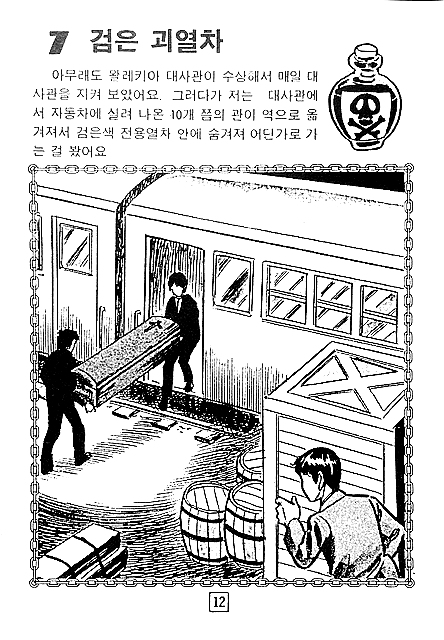 7 검은 괴열차
아무래도 왈레키아 대사관이 수상해서 매일 대
사관을 지켜 보았어요. 그러다가 저는 대사관에
서 자동차에 실려 나온 10개 쯤의 관이 역으로 옮
겨져서 검은색 전용열차 안에 숨겨져 어딘가로 가
는 걸 봤어요
12